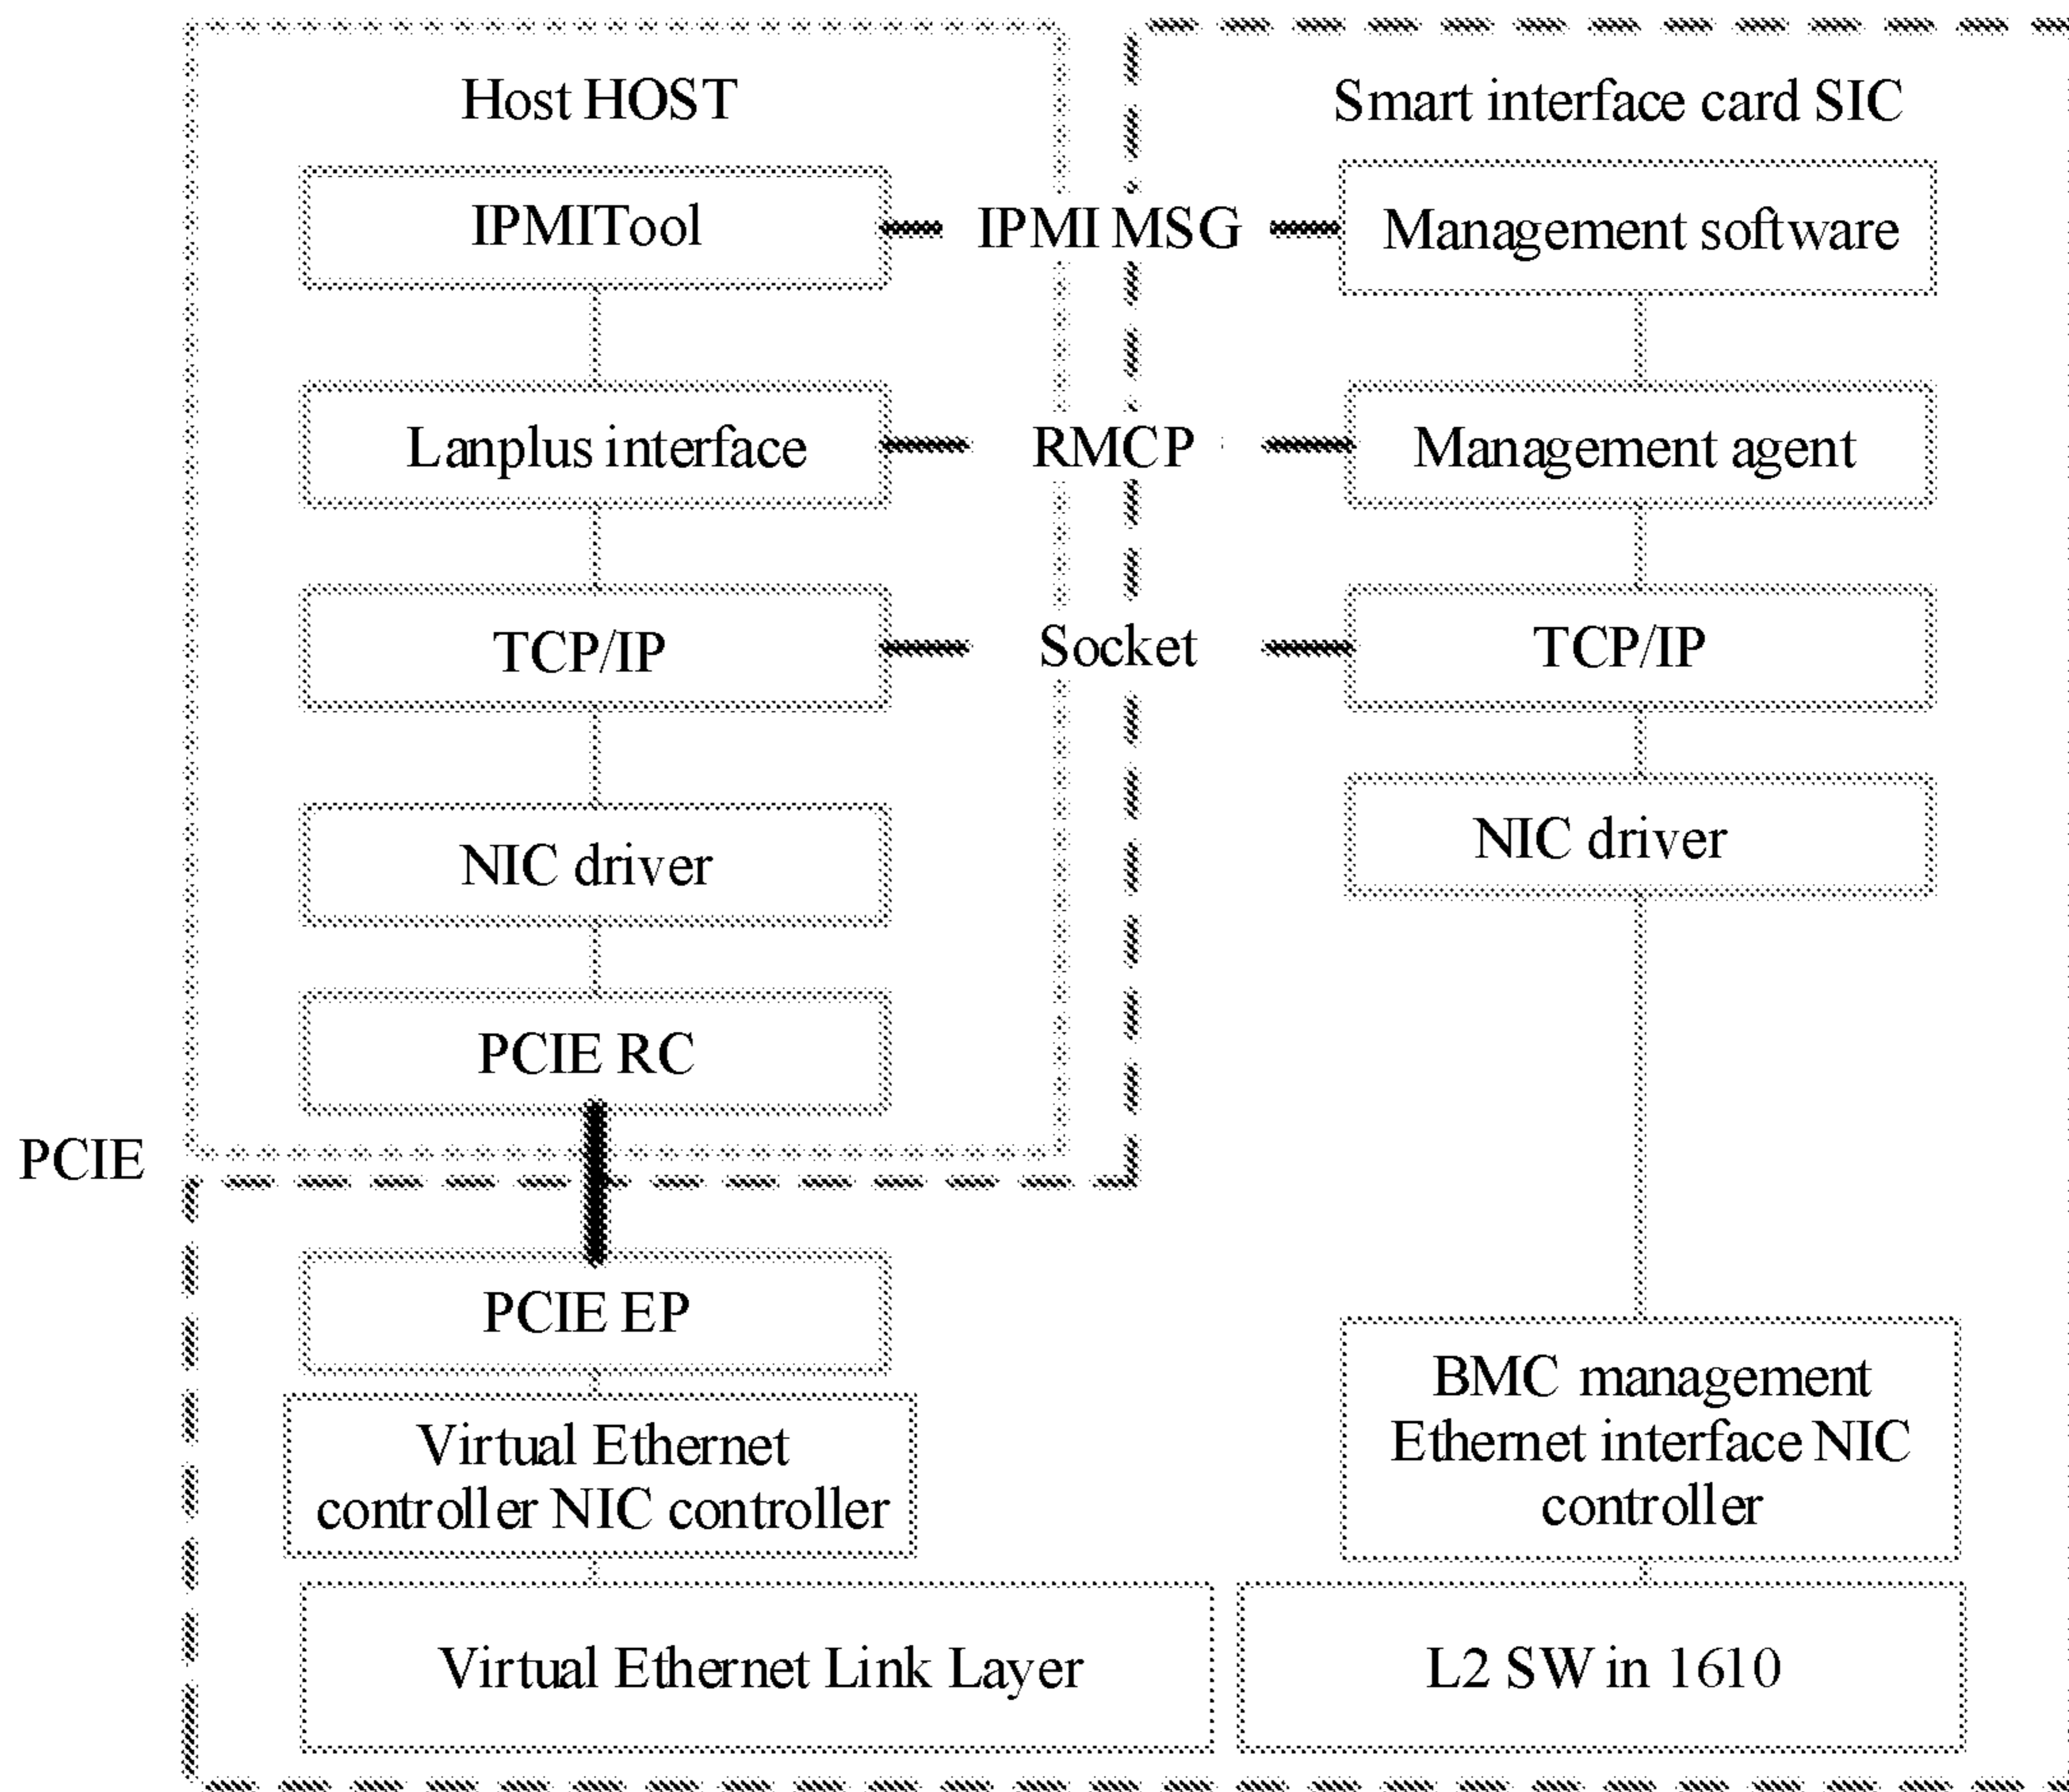 Host HOST
Smart interface card SIC
IPMITool
IPMI MSG
Management software
Lanplus interface
RMCP
Management agent
TCP/IP
Socket
TCP/IP
NIC driver
NIC driver
PCIE RC
PCIE
PCIE EP
Virtual Ethernet
controller NIC controller
BMC management
Ethernet interface NIC
controller
Virtual Ethernet Link Layer
L2 SW in 1610